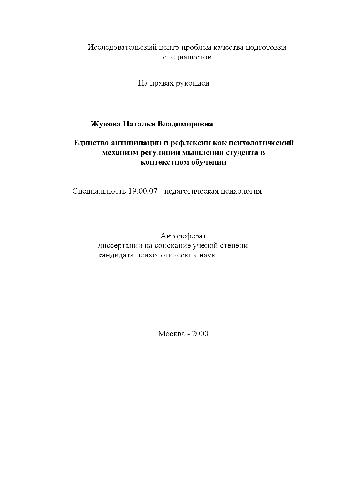 Исследовательский центр проблем качества подготовки
специалистов
На правах рукописи
Жукова Наталья Владимировна
Единство антиципации и рефлексии как психологический
механизм регуляции мышления студента в
контекстном обучении
Специальность 19.00.07 - педагогическая психология
Автореферат
диссертации на соискание ученой степени
кандидата психологических наук
Москва - 2000